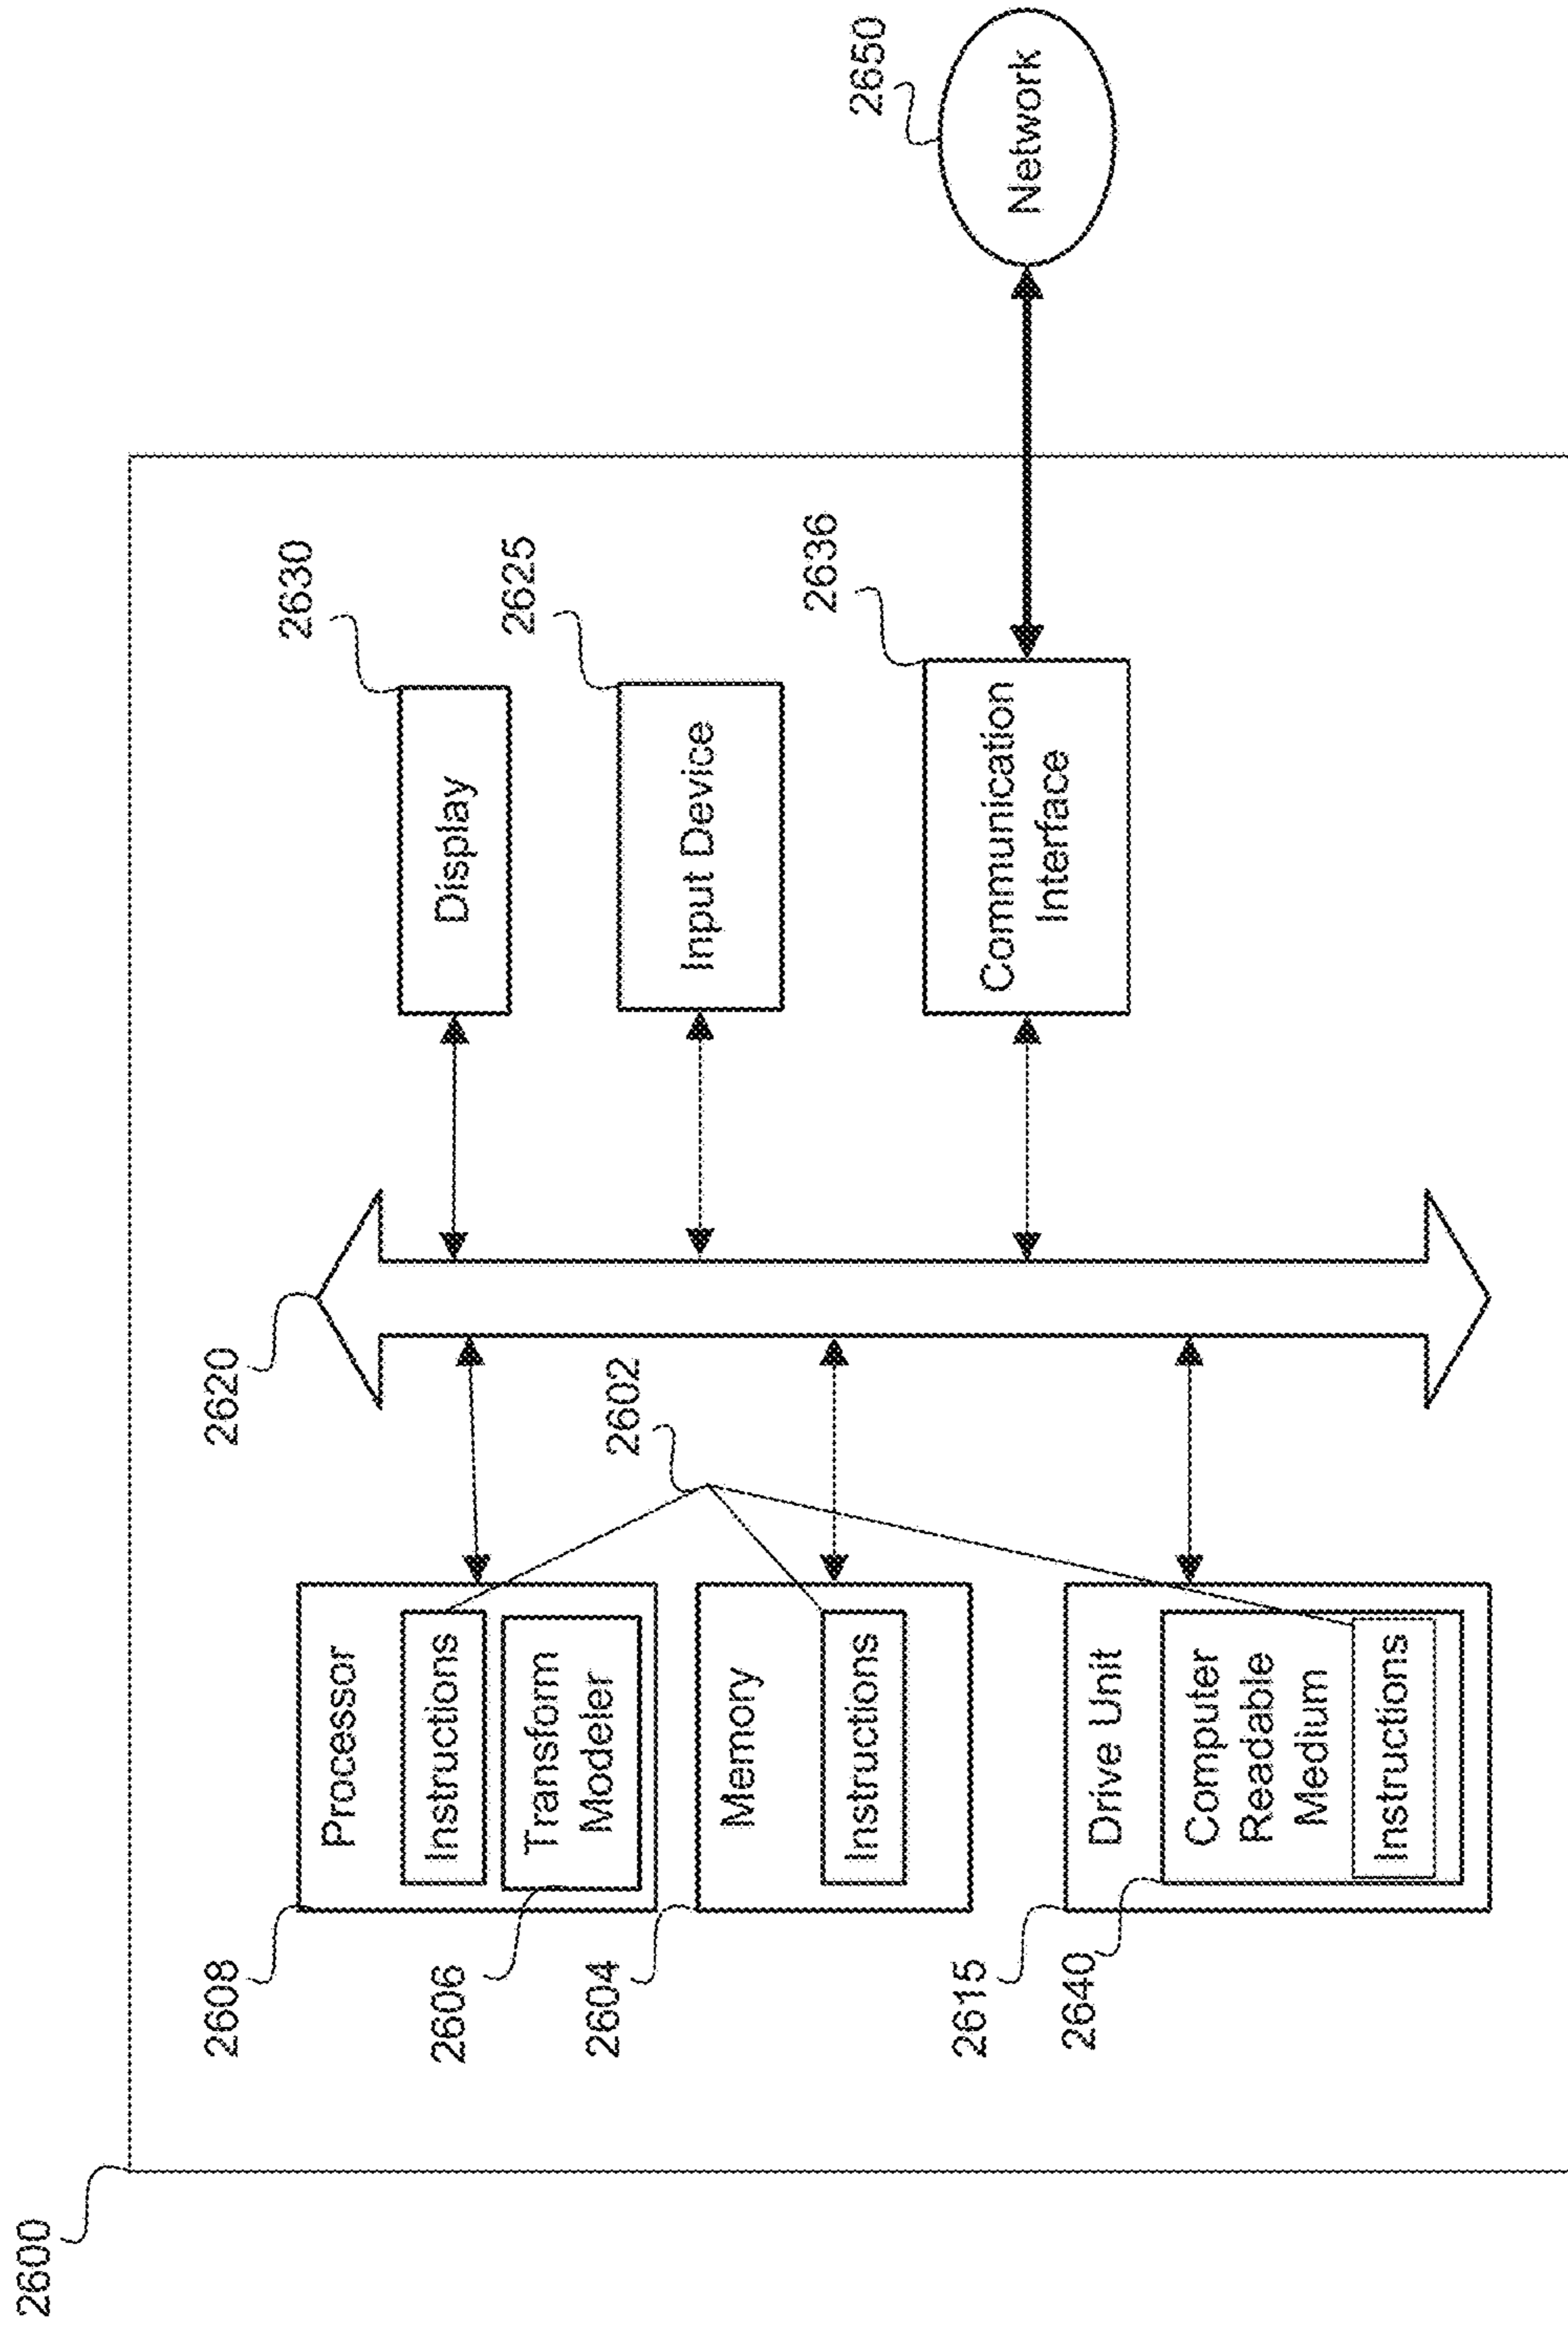 2600
2608
Processor
Instructions
2606
Transform
Modeler
2604
Memory
Instructions
2615
Drive Unit
2640
Computer
Readable
Medium
Instructions
2602
2620
2630
Display
2625
Input Device
2636
Communication
Interface
2650
Network